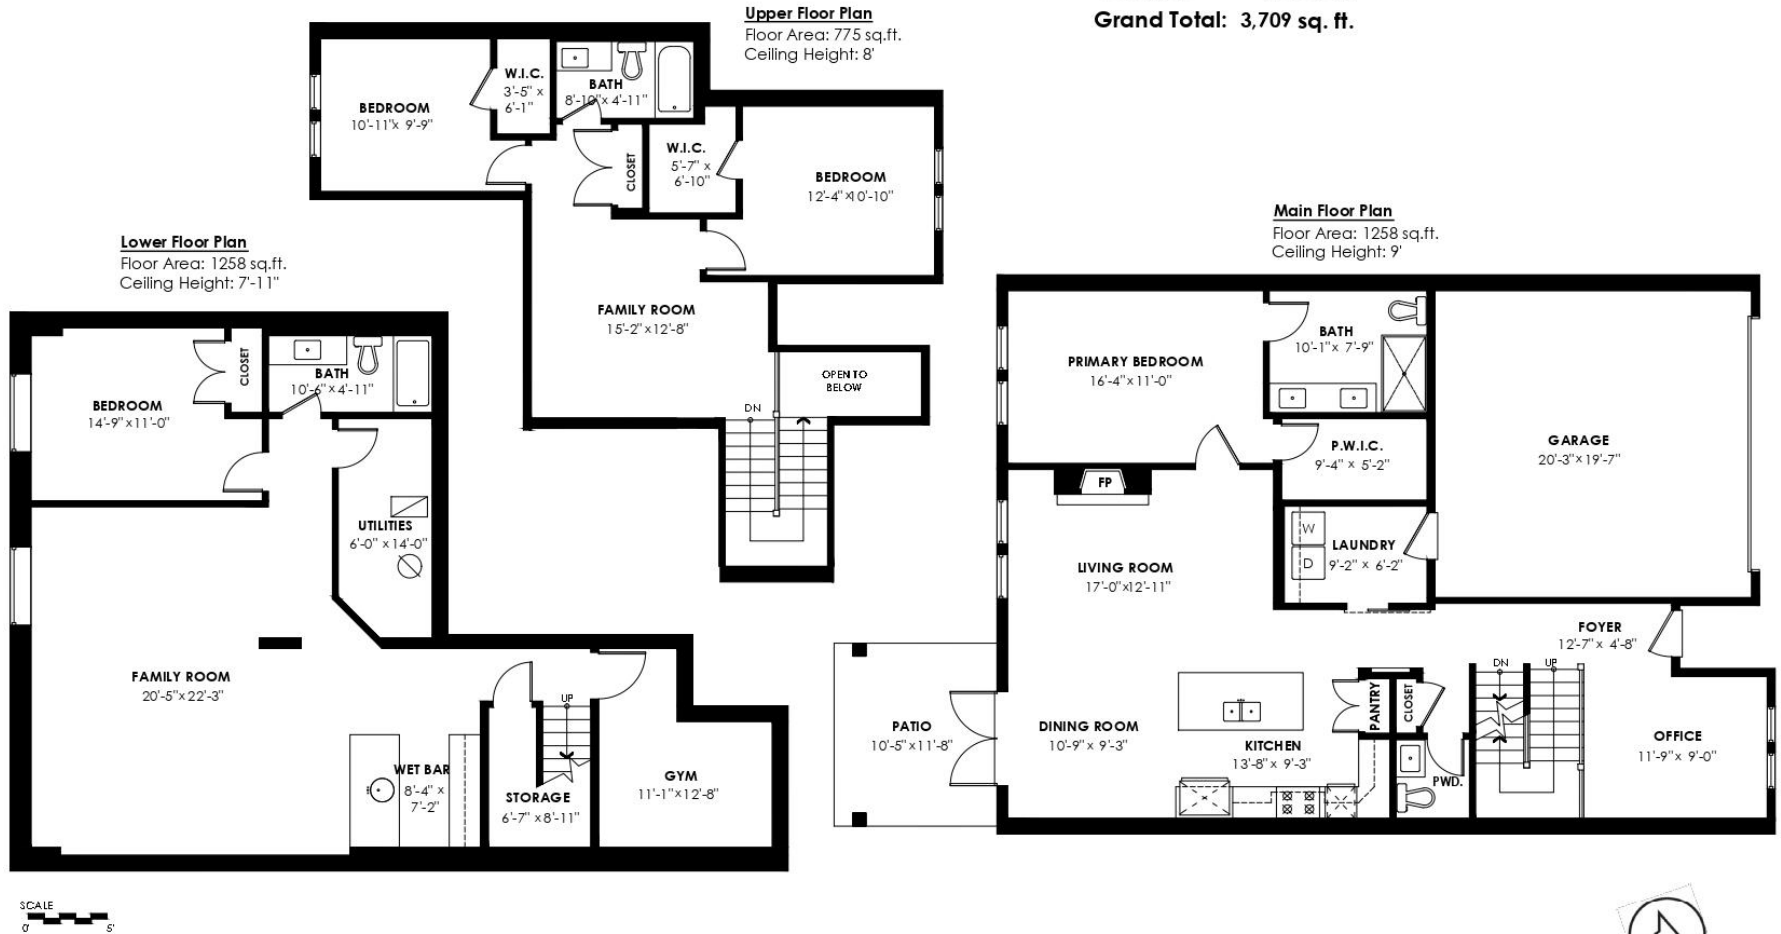 Grand Total: 3,709 sq. ft.
Upper Floor Plan
Floor Area: 775 sq.ft.
Ceiling Height: 8'
BEDROOM
10'-11" x 9'-9"
W.I.C.
3'-5" x
6'-1"
BATH
8'-10" x 4'-11"
CLOSET
W.I.C.
5'-7" x
6'-10"
BEDROOM
12'-4" x 10'-10"
FAMILY ROOM
15'-2" x 12'-8"
OPEN TO
BELOW
DN
Lower Floor Plan
Floor Area: 1258 sq.ft.
Ceiling Height: 7'-11"
BEDROOM
14'-9" x 11'-0"
CLOSET
BATH
10'-6" x 4'-11"
UTILITIES
6'-0" x 14'-0"
FAMILY ROOM
20'-5" x 22'-3"
WET BAR
8'-4" x
7'-2"
UP
STORAGE
6'-7" x 8'-11"
GYM
11'-1" x 12'-8"
Main Floor Plan
Floor Area: 1258 sq.ft.
Ceiling Height: 9'
PRIMARY BEDROOM
16'-4" x 11'-0"
BATH
10'-1" x 7'-9"
P.W.I.C.
9'-4" x 5'-2"
GARAGE
20'-3" x 19'-7"
FP
W
D
LAUNDRY
9'-2" x 6'-2"
LIVING ROOM
17'-0" x 12'-11"
FOYER
12'-7" x 4'-8"
DN
UP
PATIO
10'-5" x 11'-8"
DINING ROOM
10'-9" x 9'-3"
KITCHEN
13'-8" x 9'-3"
PANTRY
CLOSET
PWD.
OFFICE
11'-9" x 9'-0"
SCALE
0' 5'